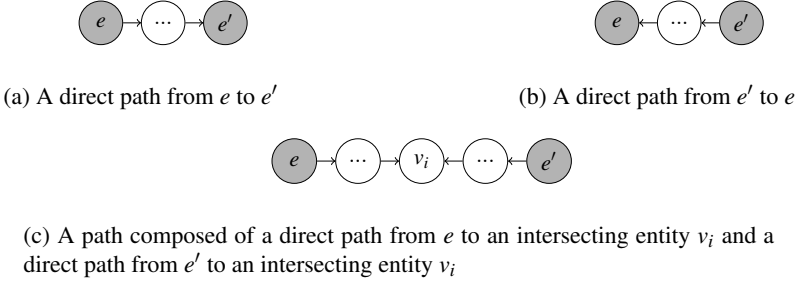 e ... e′ e ... e′
(a) A direct path from e to e′ (b) A direct path from e′ to e
e ... vᵢ ... e′
(c) A path composed of a direct path from e to an intersecting entity vᵢ and a
direct path from e′ to an intersecting entity vᵢ